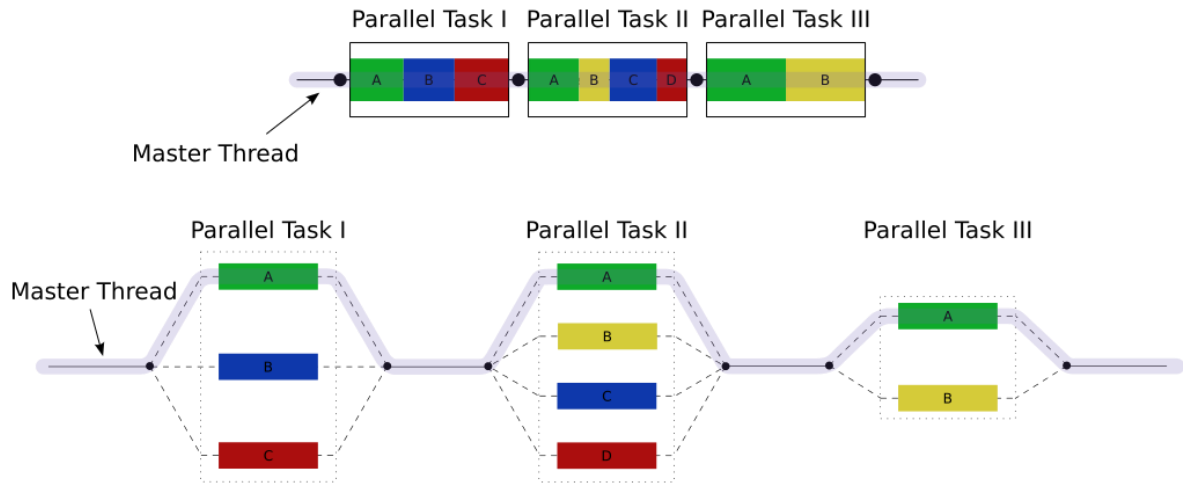 Parallel Task I Parallel Task II Parallel Task III
A B C A B C D A B
Master Thread
Parallel Task I Parallel Task II Parallel Task III
A A
Master Thread
A
B
B
C
B
C D